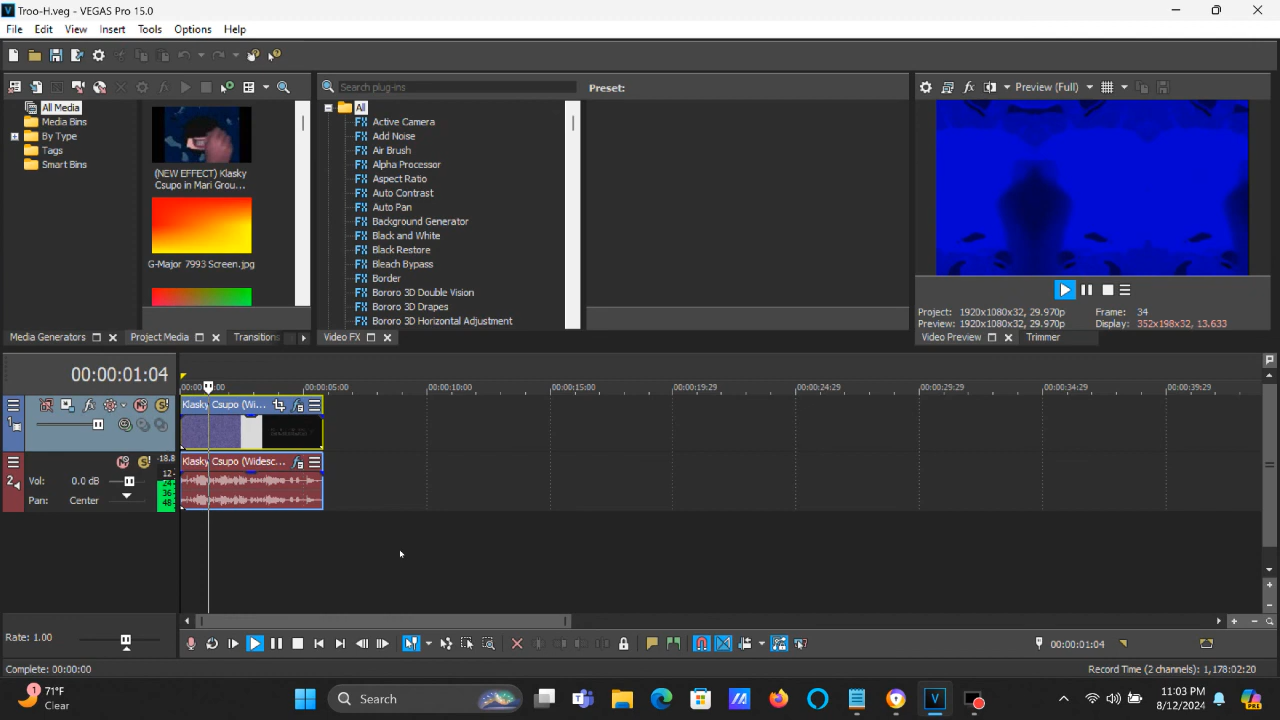 Troo-H.veg - VEGAS Pro 15.0
File Edit View Insert Tools Options Help
All Media
Media Bins
By Type
Tags
Smart Bins
(NEW EFFECT) Klasky
Csupo in Mari Grou...
G-Major 7993 Screen.jpg
Search plug-ins
All
Active Camera
Add Noise
Air Brush
Alpha Processor
Aspect Ratio
Auto Contrast
Auto Pan
Background Generator
Black and White
Black Restore
Bleach Bypass
Border
Bororo 3D Double Vision
Bororo 3D Drapes
Bororo 3D Horizontal Adjustment
Preset:
Preview (Full)
Project: 1920x1080x32, 29.970p Frame: 34
Preview: 1920x1080x32, 29.970p Display: 352x198x32, 13.633
Media Generators Project Media Transitions Video FX Video Preview Trimmer
00:00:01:04
00:00:05:00 00:00:10:00 00:00:15:00 00:00:19:29 00:00:24:29 00:00:29:29 00:00:34:29 00:00:39:29
1
Klasky Csupo (Wi...
2
-18.8
12
24
36
48
Vol: 0.0 dB
Pan: Center
Klasky Csupo (Widesc...
Rate: 1.00
00:00:01:04
Complete: 00:00:00
Record Time (2 channels): 1,178:02:20
1
71°F
Clear
Search
11:03 PM
8/12/2024
PRE